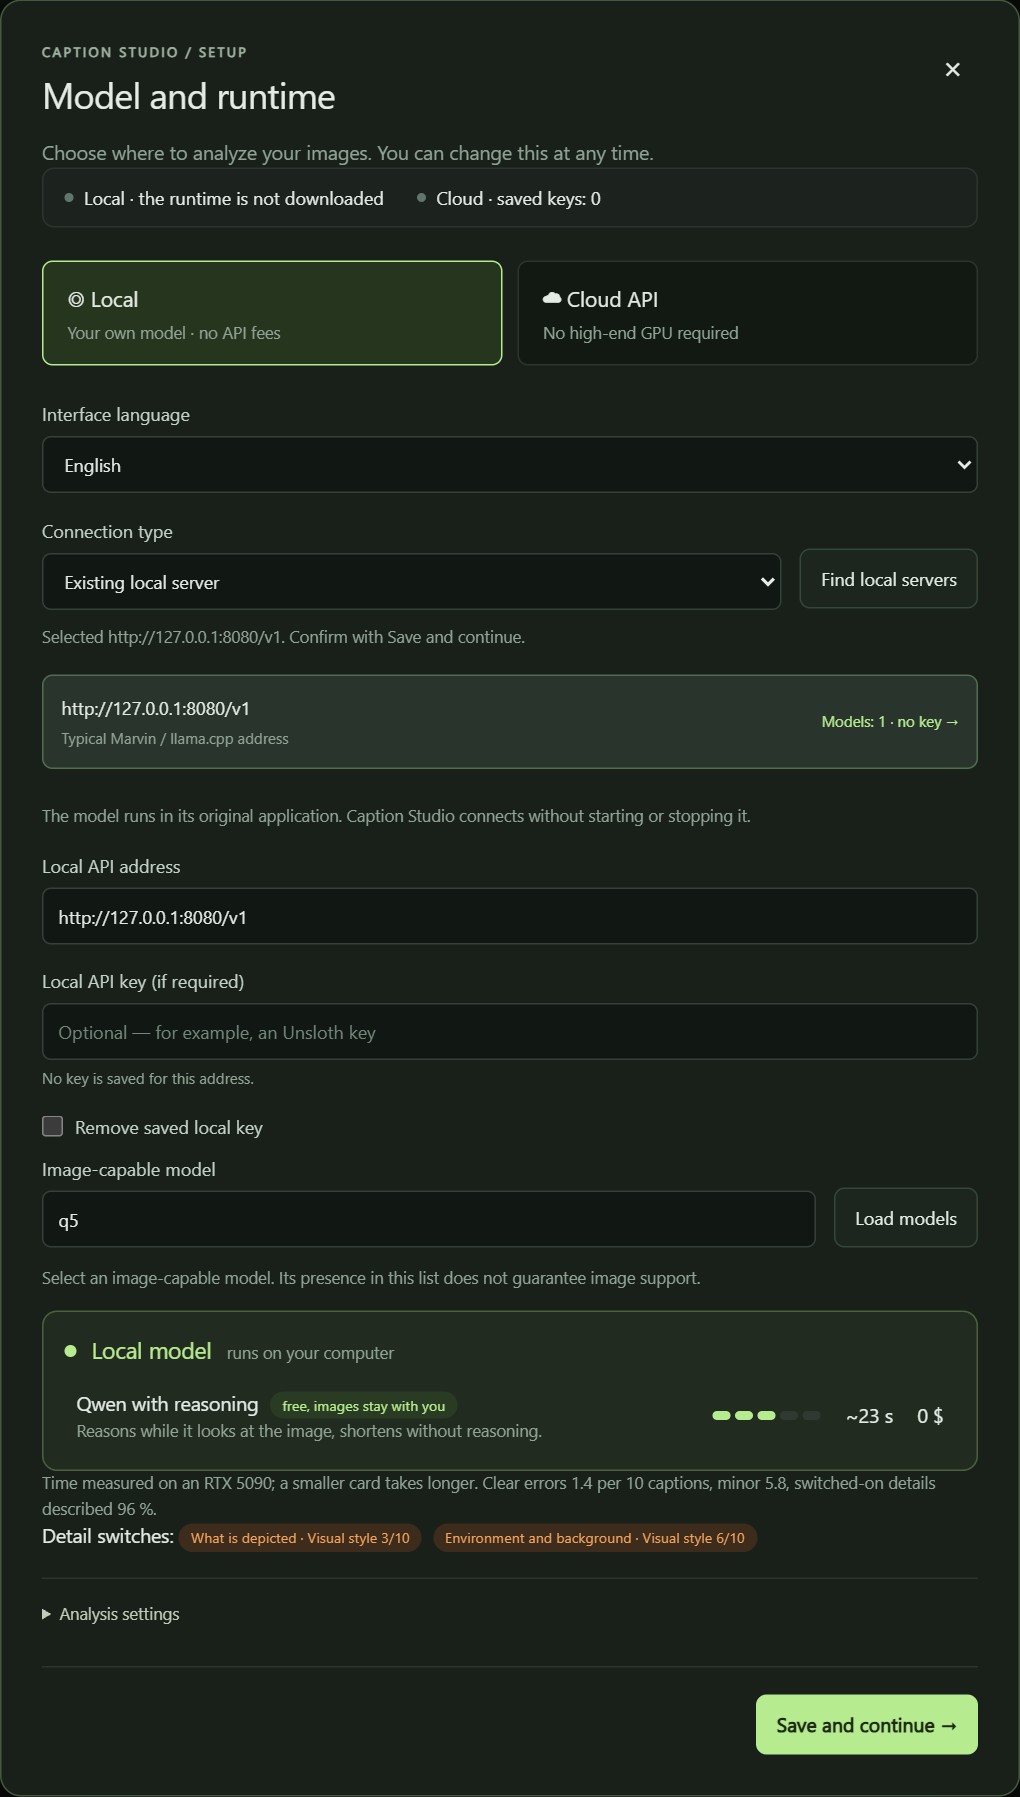 CAPTION STUDIO / SETUP
Model and runtime
Choose where to analyze your images. You can change this at any time.
Local · the runtime is not downloaded
Cloud · saved keys: 0
Local
Your own model · no API fees
Cloud API
No high-end GPU required
Interface language
English
Connection type
Existing local server
Find local servers
Selected http://127.0.0.1:8080/v1. Confirm with Save and continue.
http://127.0.0.1:8080/v1
Typical Marvin / llama.cpp address
Models: 1 · no key →
The model runs in its original application. Caption Studio connects without starting or stopping it.
Local API address
http://127.0.0.1:8080/v1
Local API key (if required)
Optional — for example, an Unsloth key
No key is saved for this address.
Remove saved local key
Image-capable model
q5
Load models
Select an image-capable model. Its presence in this list does not guarantee image support.
Local model runs on your computer
Qwen with reasoning free, images stay with you
Reasons while it looks at the image, shortens without reasoning.
~23 s 0 $
Time measured on an RTX 5090; a smaller card takes longer. Clear errors 1.4 per 10 captions, minor 5.8, switched-on details
described 96 %.
Detail switches: What is depicted · Visual style 3/10 Environment and background · Visual style 6/10
Analysis settings
Save and continue →